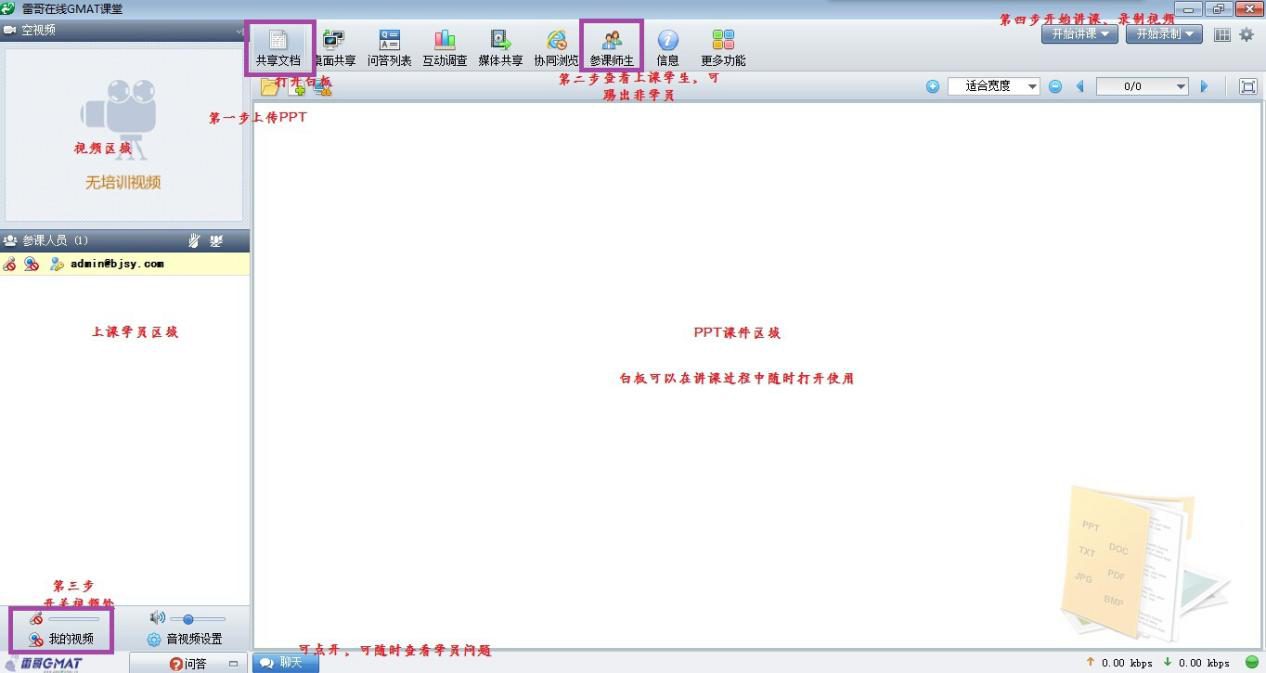 雷哥在线GMAT课堂
第四步开始讲课、录制视频
空视频
开始讲课
开始录制
共享文档
桌面共享
问答列表
互动调查
媒体共享
协同浏览
参课师生
信息
更多功能
打开白板
第二步查看上课学生，可
踢出非学员
适合宽度
0/0
第一步上传PPT
视频区域
无培训视频
参课人员 (1)
admin@bjsy.com
上课学员区域
PPT课件区域
白板可以在讲课过程中随时打开使用
PPT
TXT
DOC
JPG
PDF
BMP
第三步
开关视频处
我的视频
音视频设置
可点开，可随时查看学员问题
雷哥GMAT
问答
聊天
0.00 kbps
0.00 kbps